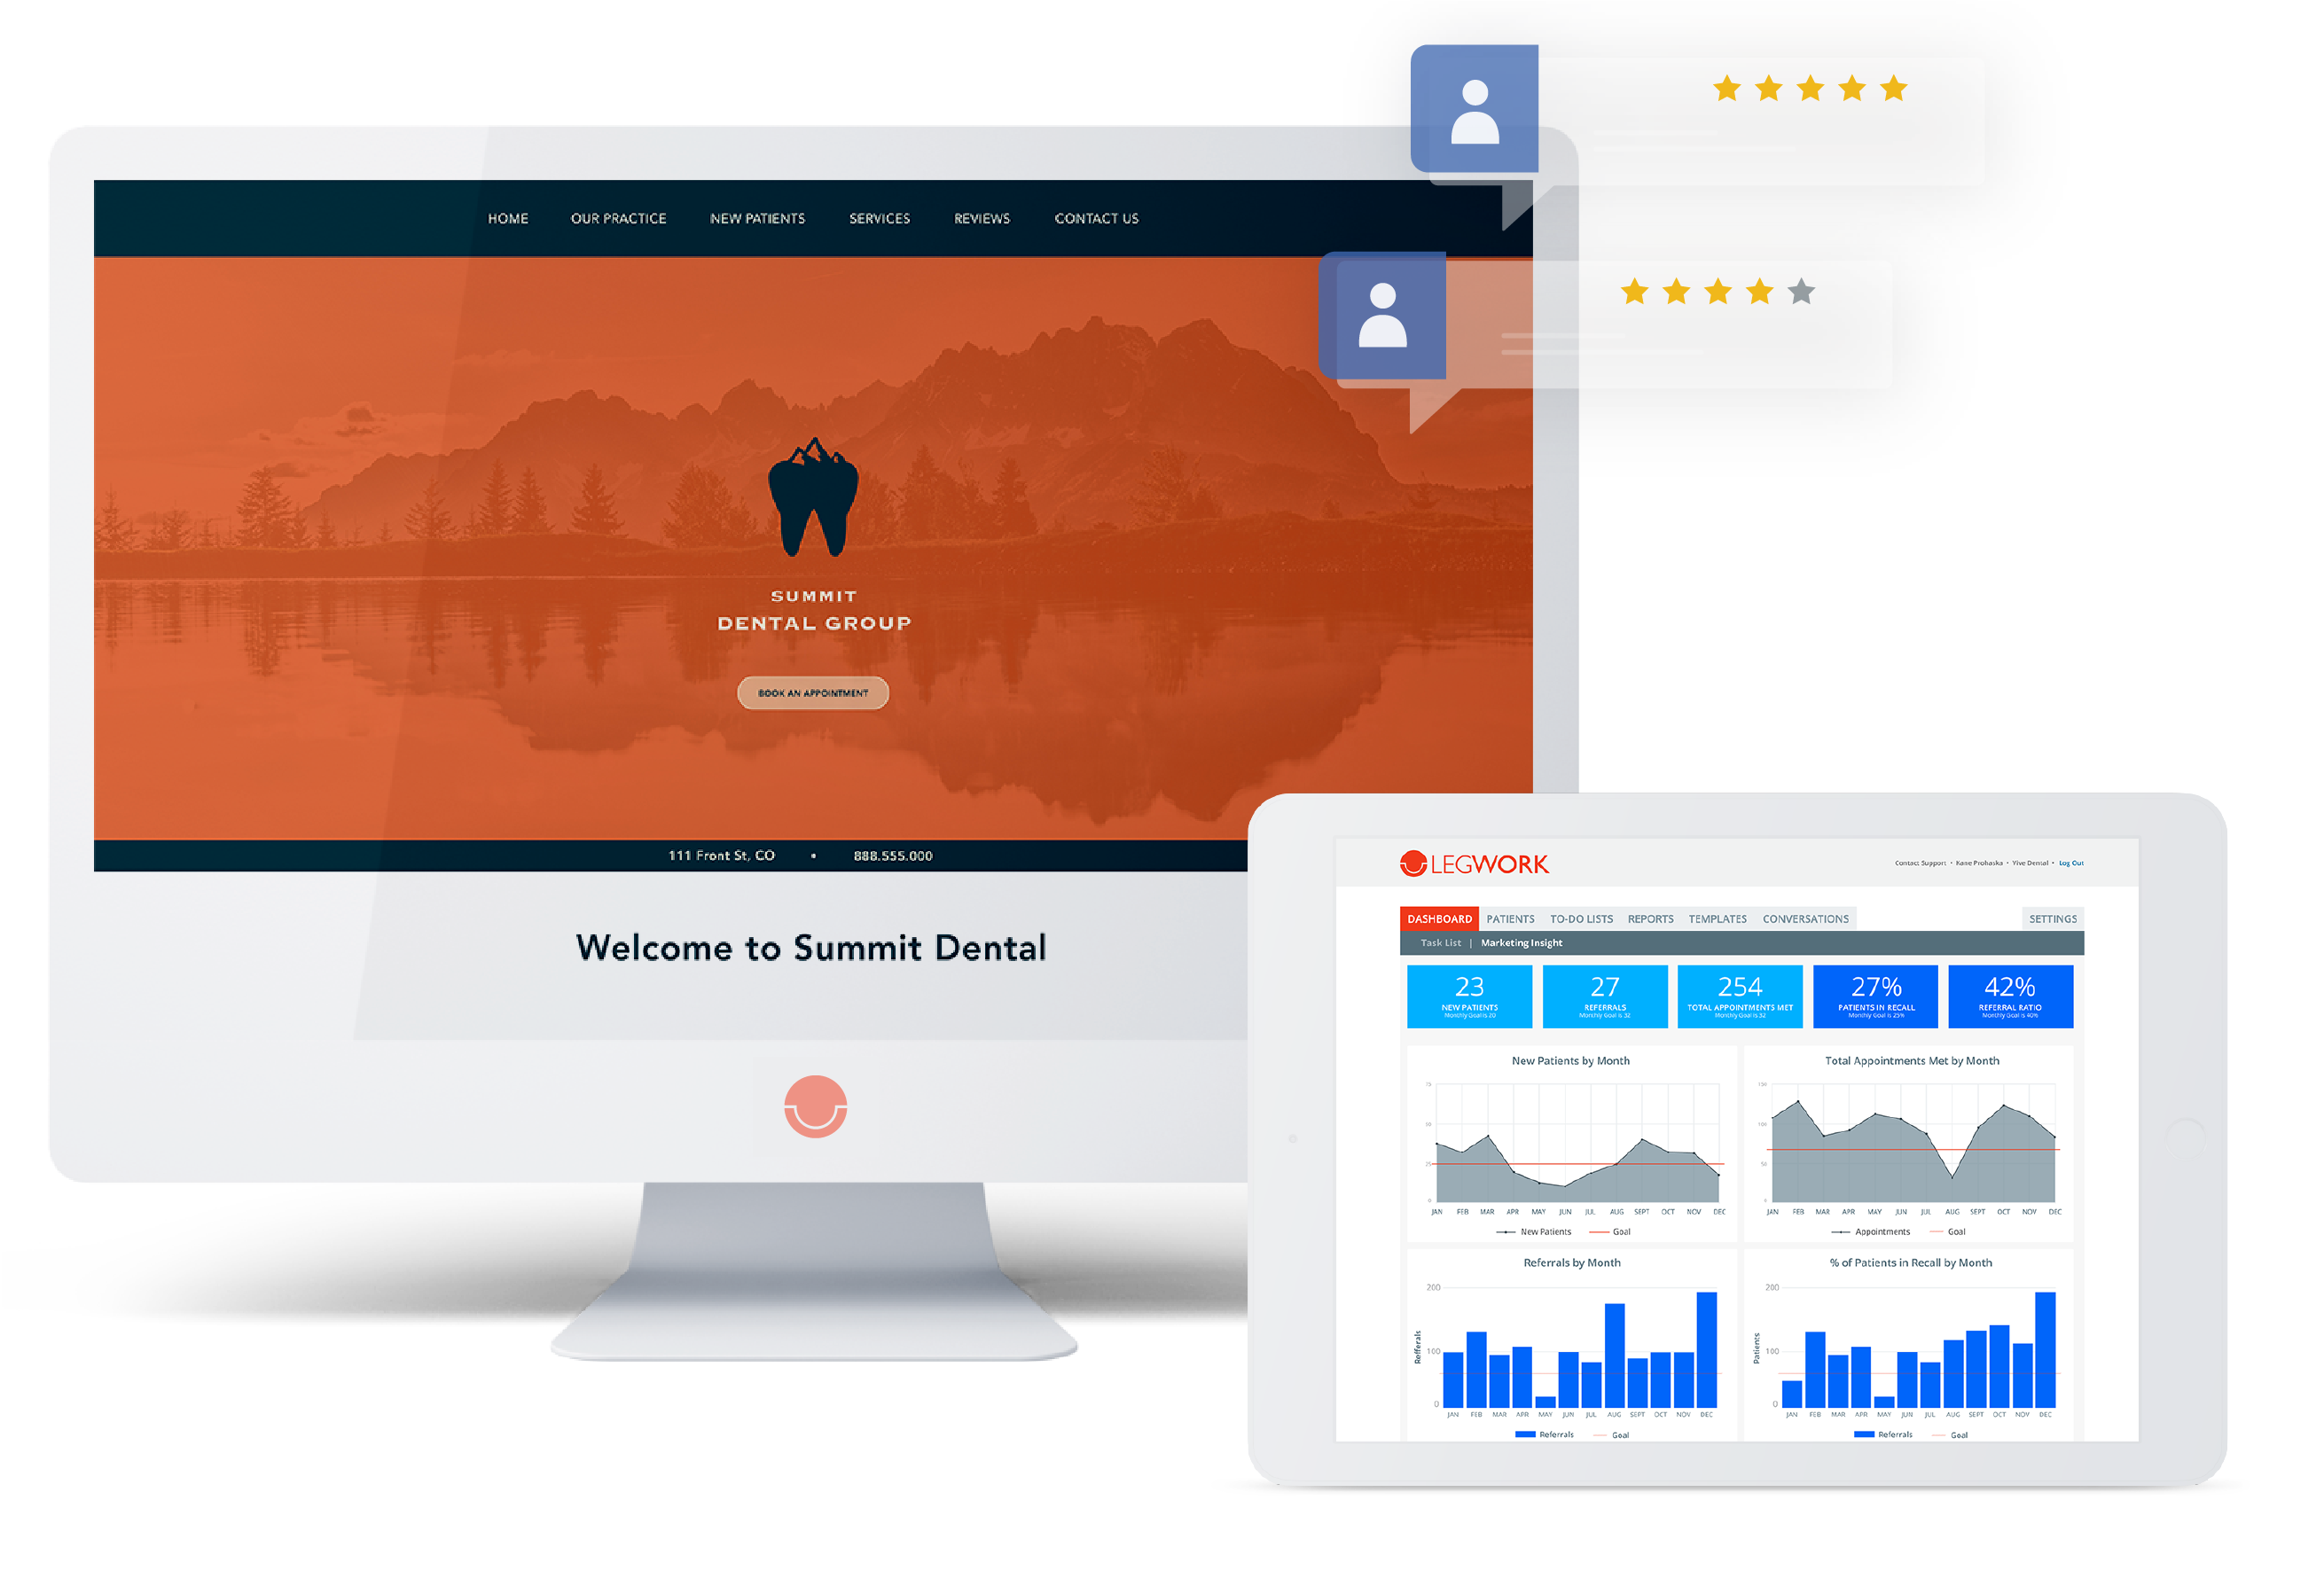 HOME OUR PRACTICE NEW PATIENTS SERVICES REVIEWS CONTACT US
SUMMIT
DENTAL GROUP
BOOK AN APPOINTMENT
111 Front St, CO • 888.555.000
Welcome to Summit Dental
LEGWORK
Contact Support • Kane Prohaska • Vive Dental • Log Out
DASHBOARD PATIENTS TO-DO LISTS REPORTS TEMPLATES CONVERSATIONS SETTINGS
Task List | Marketing Insight
23 27 254 27% 42%
NEW PATIENTS REFERRALS TOTAL APPOINTMENTS MET PATIENTS IN RECALL REFERRAL RATIO
Monthly Goal is 20 Monthly Goal is 32 Monthly Goal is 32 Monthly Goal is 25% Monthly Goal is 40%
New Patients by Month
75
50
25
0
JAN FEB MAR APR MAY JUN JUL AUG SEPT OCT NOV DEC
New Patients Goal
Total Appointments Met by Month
150
100
50
0
JAN FEB MAR APR MAY JUN JUL AUG SEPT OCT NOV DEC
Appointments Goal
Referrals by Month
Refferals
200
100
0
JAN FEB MAR APR MAY JUN JUL AUG SEPT OCT NOV DEC
Referrals Goal
% of Patients in Recall by Month
Patients
200
100
0
JAN FEB MAR APR MAY JUN JUL AUG SEPT OCT NOV DEC
Referrals Goal